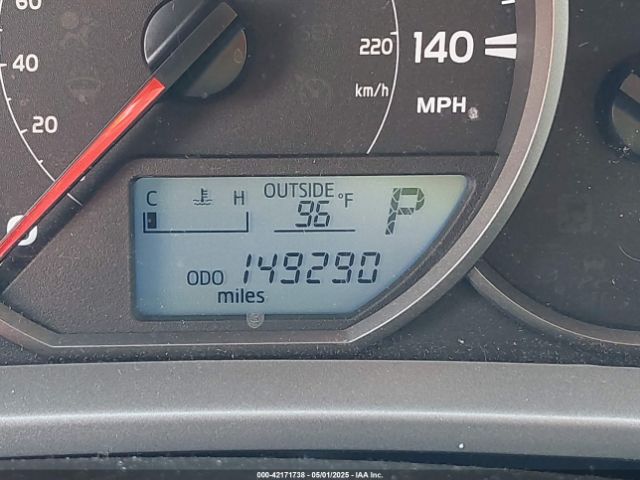 60
40
20
0
220
km/h
140
MPH
C H
OUTSIDE
96 °F
P
ODO 149290
miles
000-42171738 - 05/01/2025 - IAA Inc.